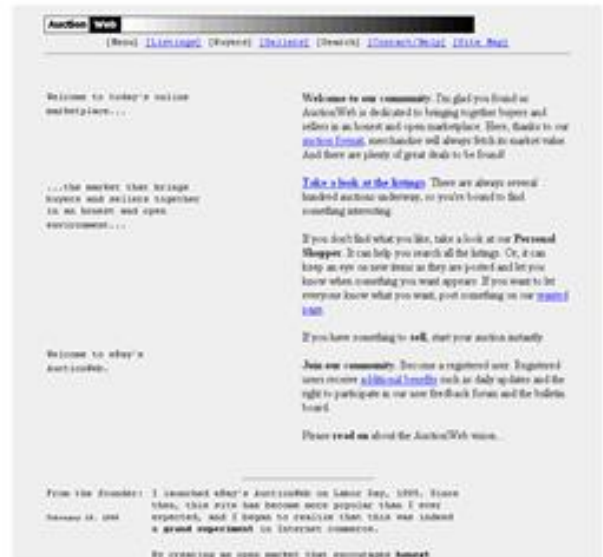 Auction Web
[Menu] [Listings] [Buyers] [Sellers] [Search] [Contact/Help] [Site Map]
Welcome to today's online
marketplace...
...the market that brings
buyers and sellers together
in an honest and open
environment...
Welcome to eBay's
AuctionWeb.
Welcome to our community. I'm glad you found us.
AuctionWeb is dedicated to bringing together buyers and
sellers in an honest and open marketplace. Here, thanks to our
auction format, merchandise will always fetch its market value.
And there are plenty of great deals to be found!
Take a look at the listings. There are always several
hundred auctions underway, so you're bound to find
something interesting.
If you don't find what you like, take a look at our Personal
Shopper. It can help you search all the listings. Or, it can
keep an eye on new items as they are posted and let you
know when something you want appears. If you want to let
everyone know what you want, post something on our wanted
page.
If you have something to sell, start your auction instantly.
Join our community. Become a registered user. Registered
users receive additional benefits such as daily updates and the
right to participate in our user feedback forum and the bulletin
board.
Please read on about the AuctionWeb vision...
From the founder: I launched eBay's AuctionWeb on Labor Day, 1995. Since
then, this site has become more popular than I ever
February 1996 expected, and I began to realize that this was indeed
a grand experiment in Internet commerce.
By creating an open market that encourages honest